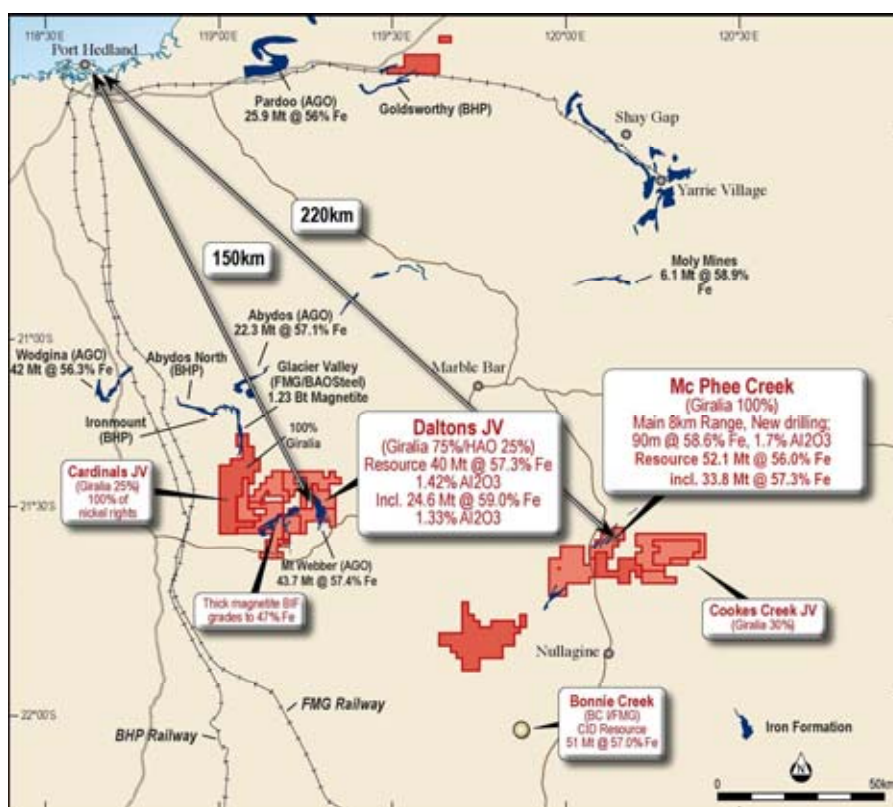 118°30'E
119°00'E
119°30'E
120°00'E
120°30'E
Port Hedland
Pardoo (AGO)
25.9 Mt @ 56% Fe
Goldsworthy (BHP)
Shay Gap
Yarrie Village
220km
150km
Moly Mines
6.1 Mt @ 58.9%
Fe
Abydos (AGO)
22.3 Mt @ 57.1% Fe
21°00'S
Wodgina (AGO)
42 Mt @ 56.3% Fe
Abydos North
(BHP)
Glacier Valley
(FMG/BAOSteel)
1.23 Bt Magnetite
Marble Bar
Ironmount
(BHP)
100%
Giralia
Mc Phee Creek
(Giralia 100%)
Main 8km Range, New drilling;
90m @ 58.6% Fe, 1.7% Al2O3
Resource 52.1 Mt @ 56.0% Fe
incl. 33.8 Mt @ 57.3% Fe
Daltons JV
(Giralia 75%/HAO 25%)
Resource 40 Mt @ 57.3% Fe
1.42% Al2O3
Incl. 24.6 Mt @ 59.0% Fe
1.33% Al2O3
Cardinals JV
(Giralia 25%)
100% of
nickel rights
21°30'S
Mt Webber (AGO)
43.7 Mt @ 57.4% Fe
Thick magnetite BIF
grades to 47% Fe
Cookes Creek JV
(Giralia 30%)
Nullagine
22°00'S
FMG Railway
BHP Railway
Bonnie Creek
(BC I/FMG)
CID Resource
51 Mt @ 57.0% Fe
Iron Formation
N
0
50km